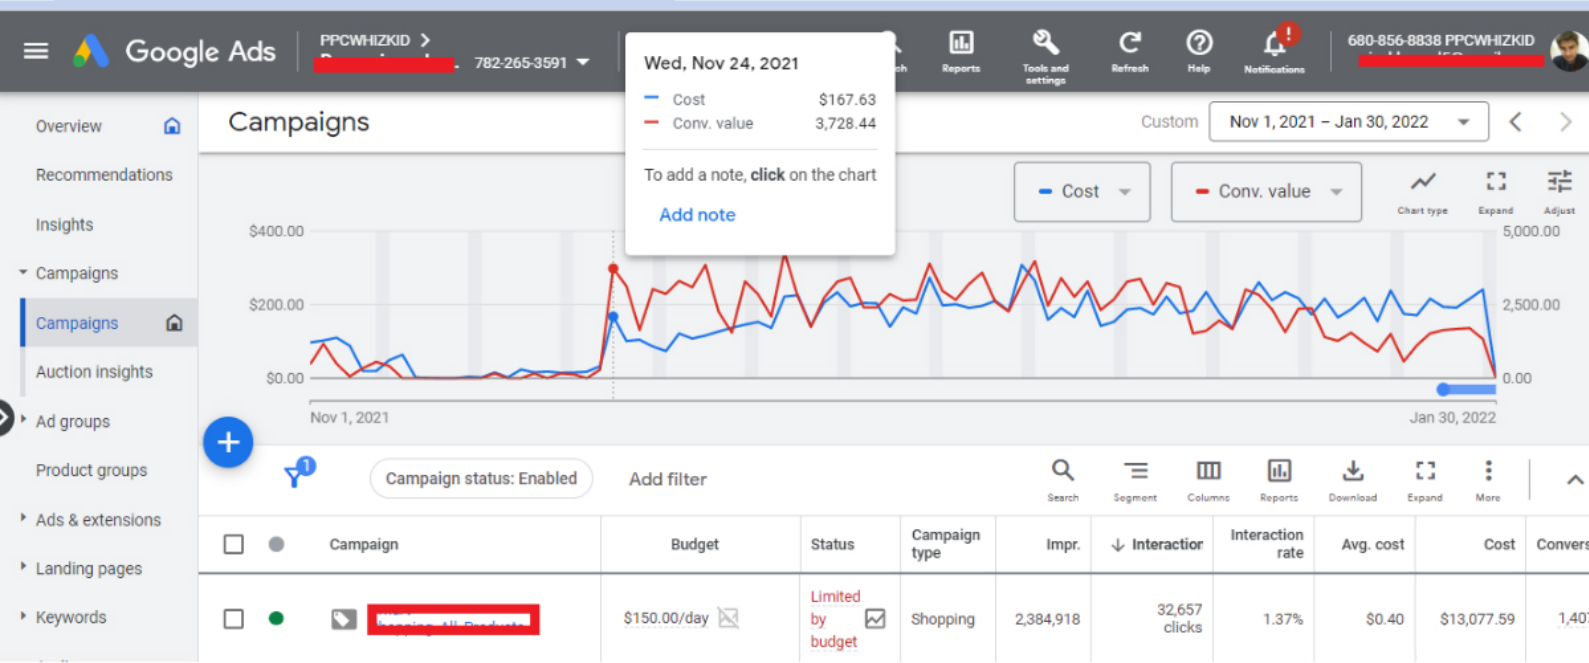 Google Ads
PPCWHIZKID
782-265-3591
Reports
Tools and
settings
Refresh
Help
!
Notifications
680-856-8838 PPCWHIZKID
Wed, Nov 24, 2021
Cost $167.63
Conv. value 3,728.44
To add a note, click on the chart
Add note
Overview
Recommendations
Insights
Campaigns
Campaigns
Auction insights
Ad groups
Product groups
Ads & extensions
Landing pages
Keywords
Campaigns
Custom Nov 1, 2021 – Jan 30, 2022
Cost Conv. value
Chart type Expand Adjust
$400.00 5,000.00
$200.00 2,500.00
$0.00 0.00
Nov 1, 2021 Jan 30, 2022
+
1
Campaign status: Enabled Add filter
Search Segment Columns Reports Download Expand More
Campaign Budget Status Campaign
type Impr. Interaction Interaction
rate Avg. cost Cost Convers
$150.00/day Limited
by
budget Shopping 2,384,918 32,657
clicks 1.37% $0.40 $13,077.59 1,407